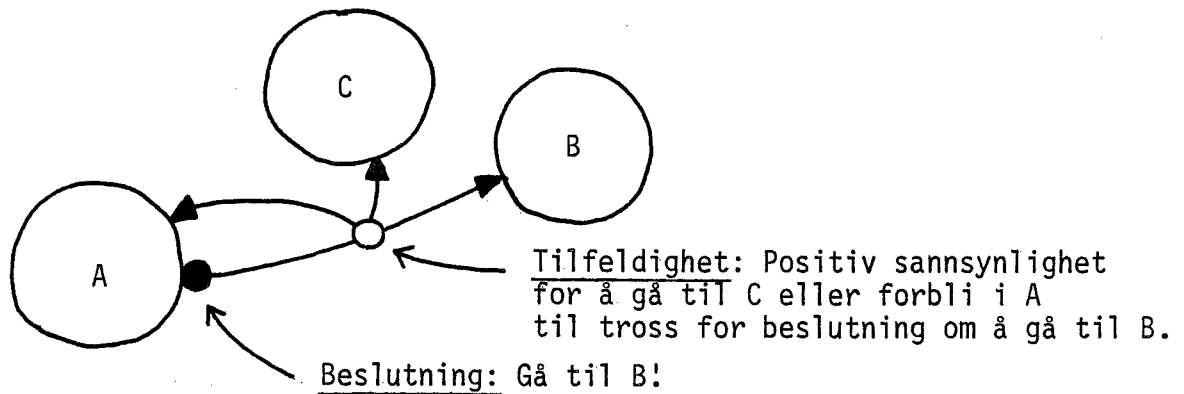 C
B
A
Tilfeldighet: Positiv sannsynlighet
for å gå til C eller forbli i A
til tross for beslutning om å gå til B.
Beslutning: Gå til B!